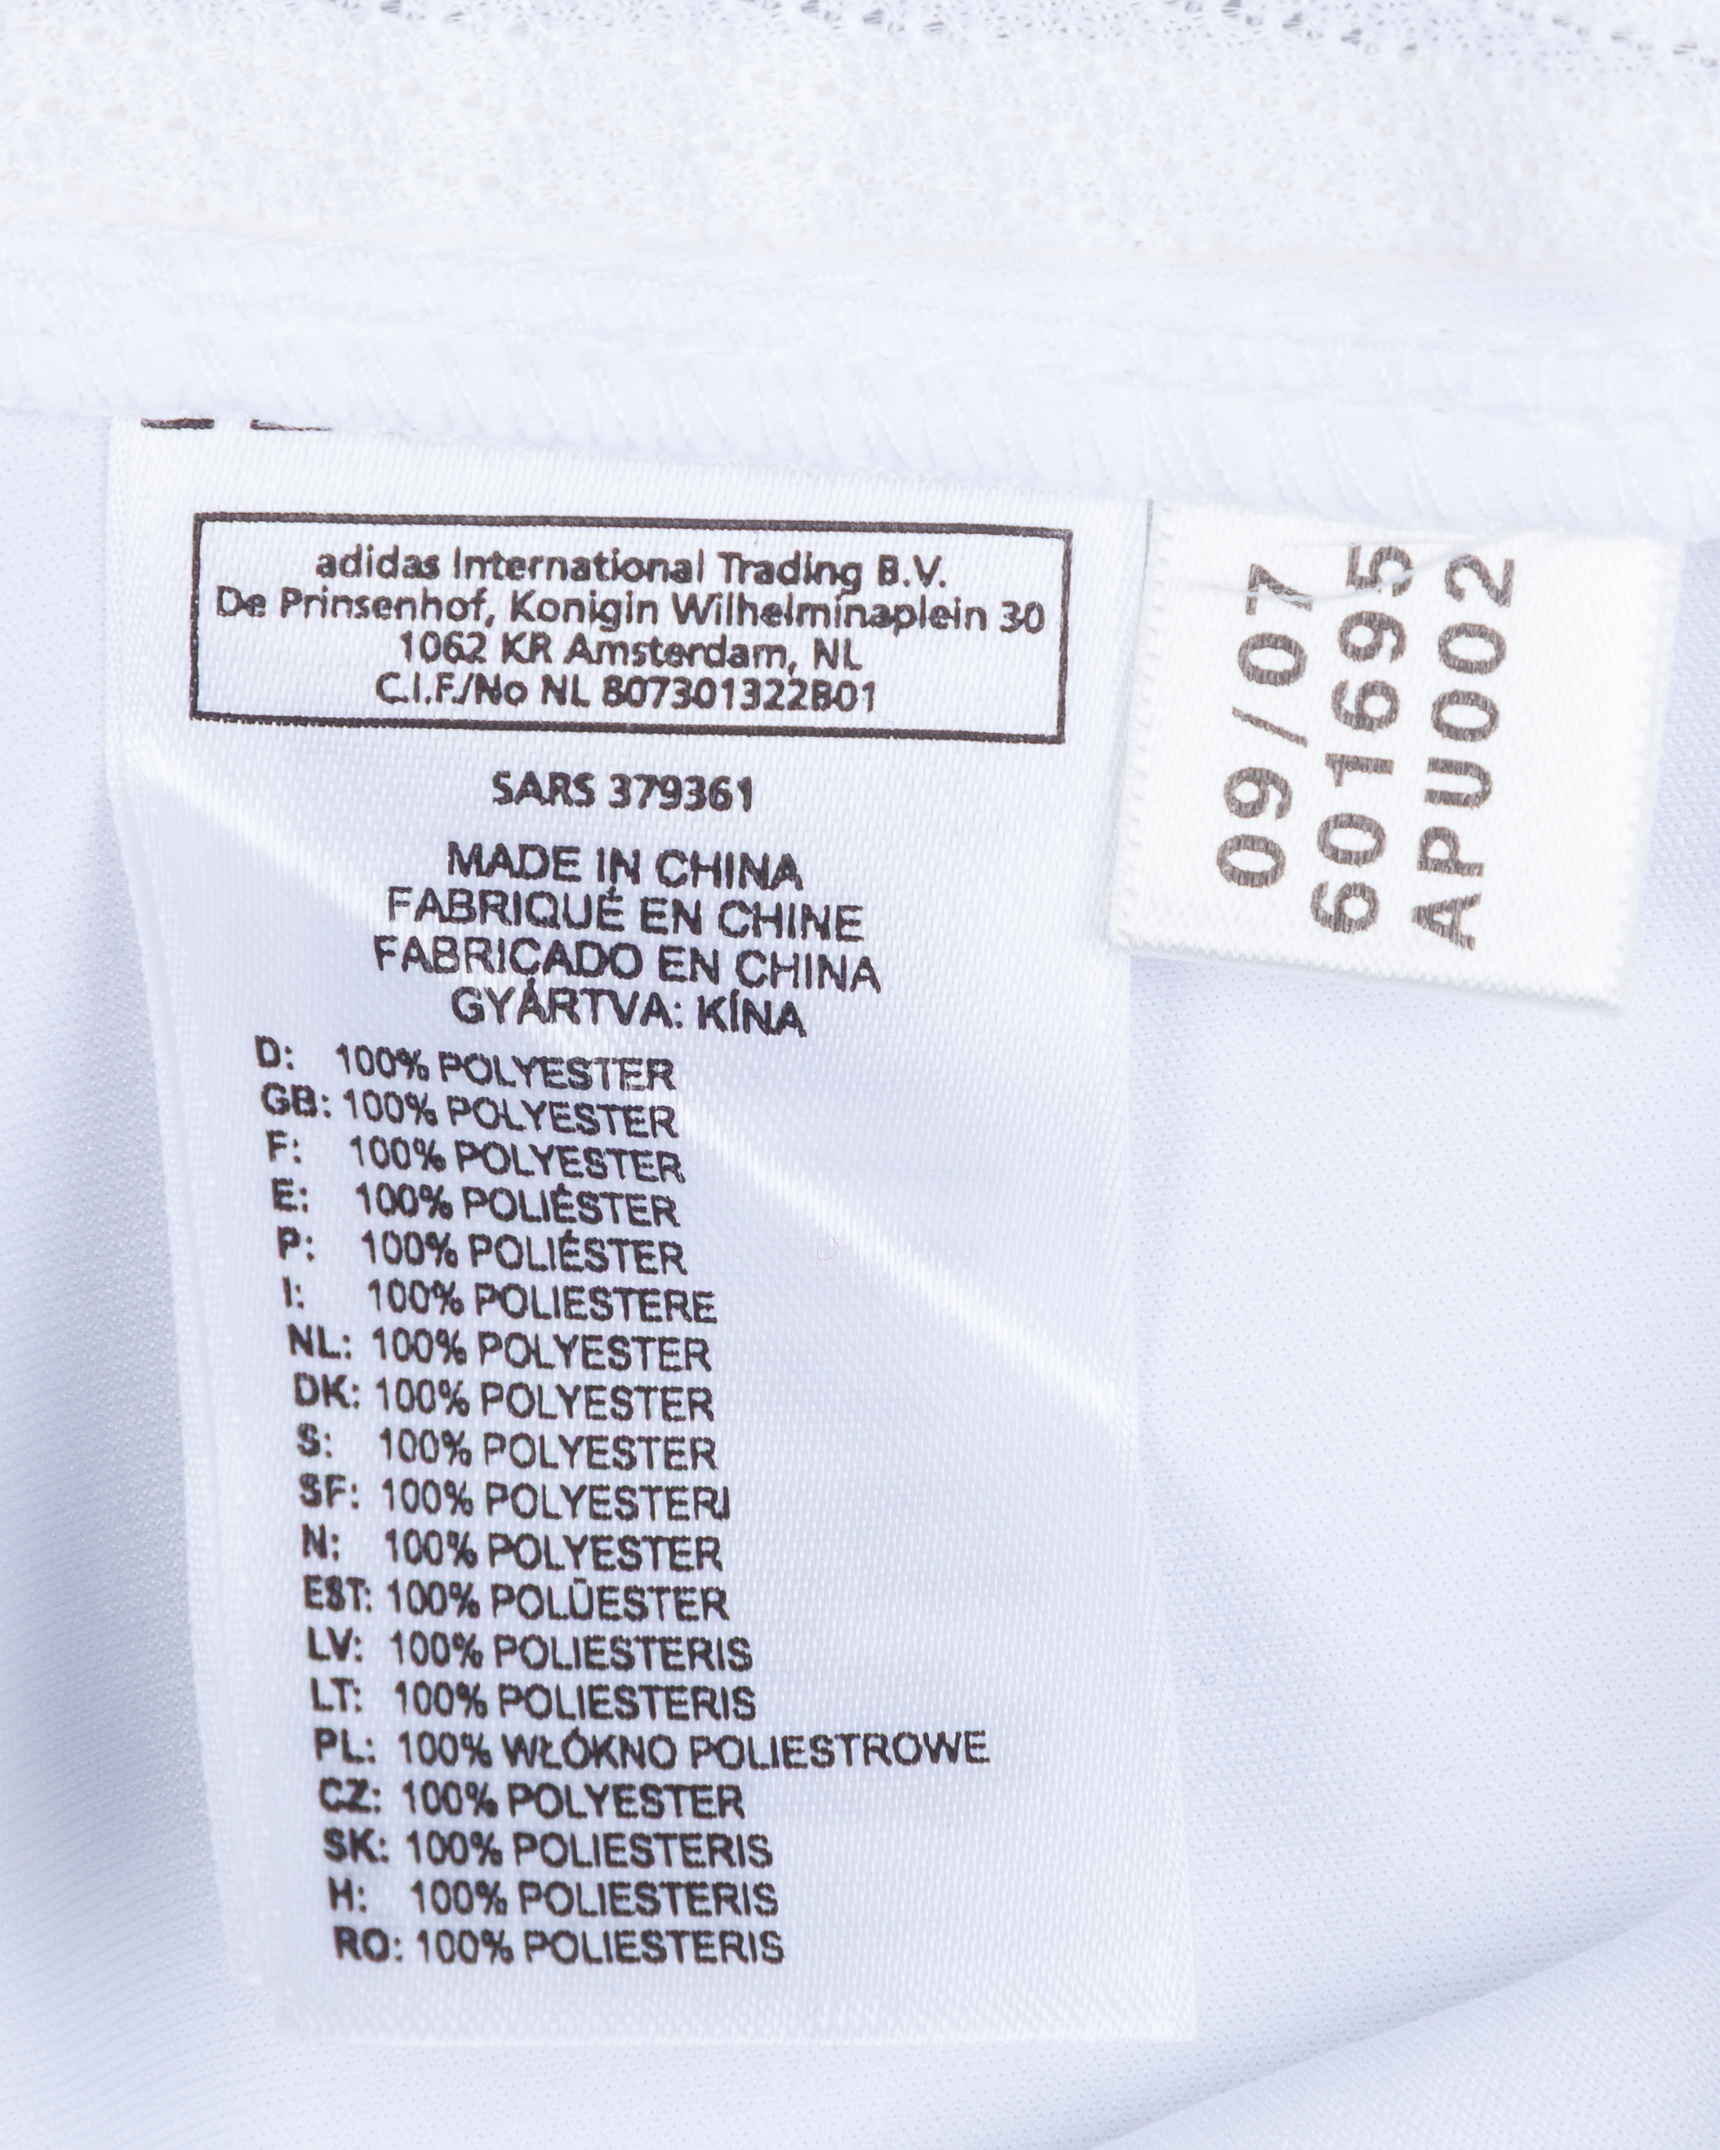 adidas International Trading B.V.
De Prinsenhof, Konigin Wilhelminaplein 30
1062 KR Amsterdam, NL
C.I.F./No NL 807301322B01
SARS 379361
MADE IN CHINA
FABRIQUÉ EN CHINE
FABRICADO EN CHINA
GYÁRTVA: KÍNA
D: 100% POLYESTER
GB: 100% POLYESTER
F: 100% POLYESTER
E: 100% POLIÉSTER
P: 100% POLIÉSTER
I: 100% POLIESTERE
NL: 100% POLYESTER
DK: 100% POLYESTER
S: 100% POLYESTER
SF: 100% POLYESTERI
N: 100% POLYESTER
EST: 100% POLÜESTER
LV: 100% POLIESTERIS
LT: 100% POLIESTERIS
PL: 100% WŁÓKNO POLIESTROWE
CZ: 100% POLYESTER
SK: 100% POLIESTERIS
H: 100% POLIESTERIS
RO: 100% POLIESTERIS
09/07
601695
APU002